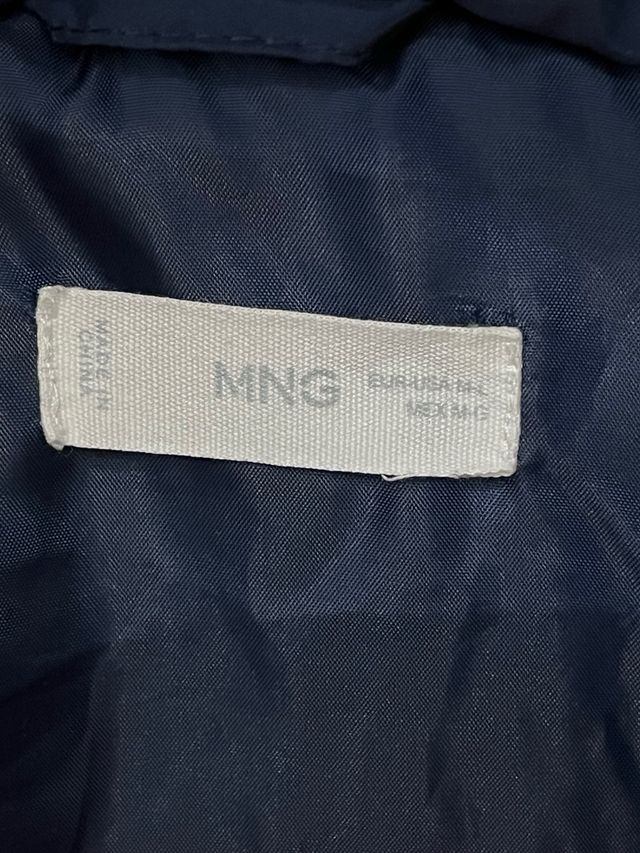 MADE IN
CHINA
MNG
EUR-USA M-L
MEX M-G